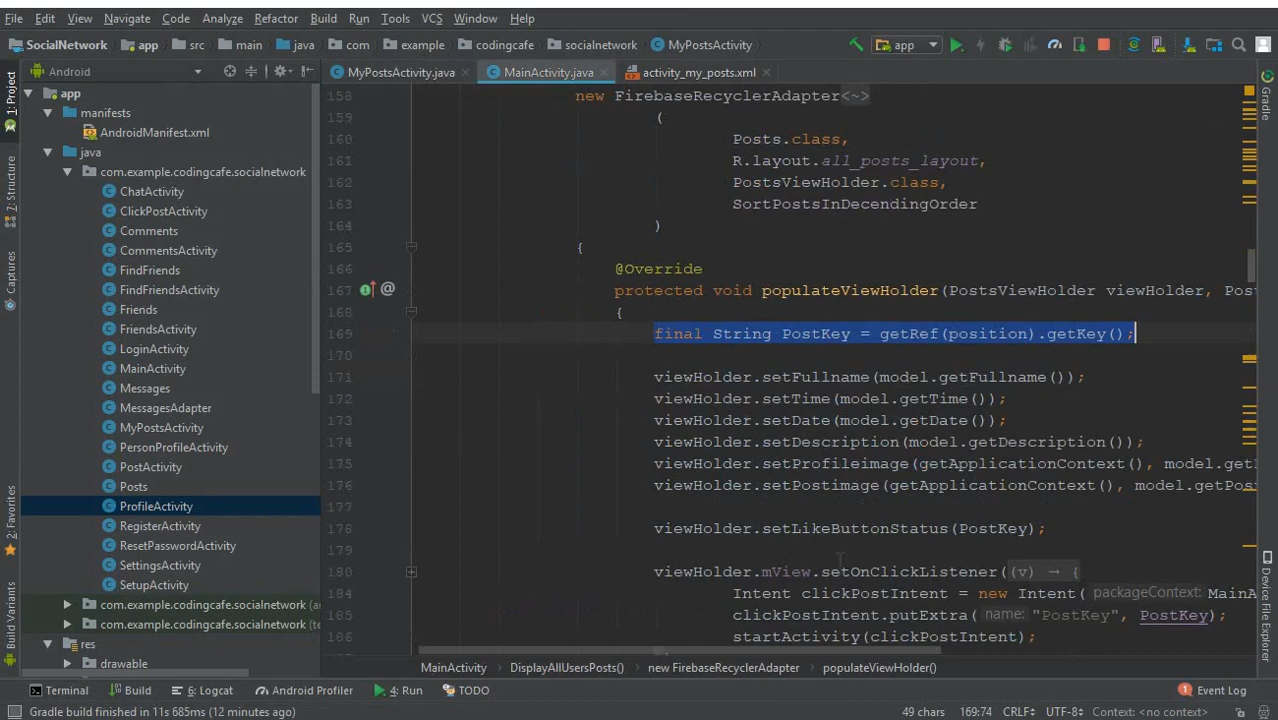 File Edit View Navigate Code Analyze Refactor Build Run Tools VCS Window Help
SocialNetwork app src main java com example codingcafe socialnetwork MyPostsActivity app
1: Project Android MyPostsActivity.java MainActivity.java activity_my_posts.xml Gradle
app
manifests
AndroidManifest.xml
java
com.example.codingcafe.socialnetwork
ChatActivity
ClickPostActivity
Comments
CommentsActivity
FindFriends
FindFriendsActivity
Friends
FriendsActivity
LoginActivity
MainActivity
Messages
MessagesAdapter
MyPostsActivity
PersonProfileActivity
PostActivity
Posts
ProfileActivity
RegisterActivity
ResetPasswordActivity
SettingsActivity
SetupActivity
com.example.codingcafe.socialnetwork (a
com.example.codingcafe.socialnetwork (te
res
drawable
7: Structure
Captures
2: Favorites
Build Variants
158 new FirebaseRecyclerAdapter<~>
159 (
160 Posts.class,
161 R.layout.all_posts_layout,
162 PostsViewHolder.class,
163 SortPostsInDecendingOrder
164 )
165 {
166 @Override
167 protected void populateViewHolder(PostsViewHolder viewHolder, Pos
168 {
169 final String PostKey = getRef(position).getKey();
170
171 viewHolder.setFullname(model.getFullname());
172 viewHolder.setTime(model.getTime());
173 viewHolder.setDate(model.getDate());
174 viewHolder.setDescription(model.getDescription());
175 viewHolder.setProfileimage(getApplicationContext(), model.getP
176 viewHolder.setPostimage(getApplicationContext(), model.getPos
177
178 viewHolder.setLikeButtonStatus(PostKey);
179
180 viewHolder.mView.setOnClickListener((v) → {
184 Intent clickPostIntent = new Intent( packageContext: MainA
185 clickPostIntent.putExtra( name: "PostKey", PostKey);
186 startActivity(clickPostIntent);
Device File Explorer
MainActivity DisplayAllUsersPosts() new FirebaseRecyclerAdapter populateViewHolder()
Terminal Build 6: Logcat Android Profiler 4: Run TODO 1 Event Log
Gradle build finished in 11s 685ms (12 minutes ago) 49 chars 169:74 CRLF÷ UTF-8÷ Context: <no context>